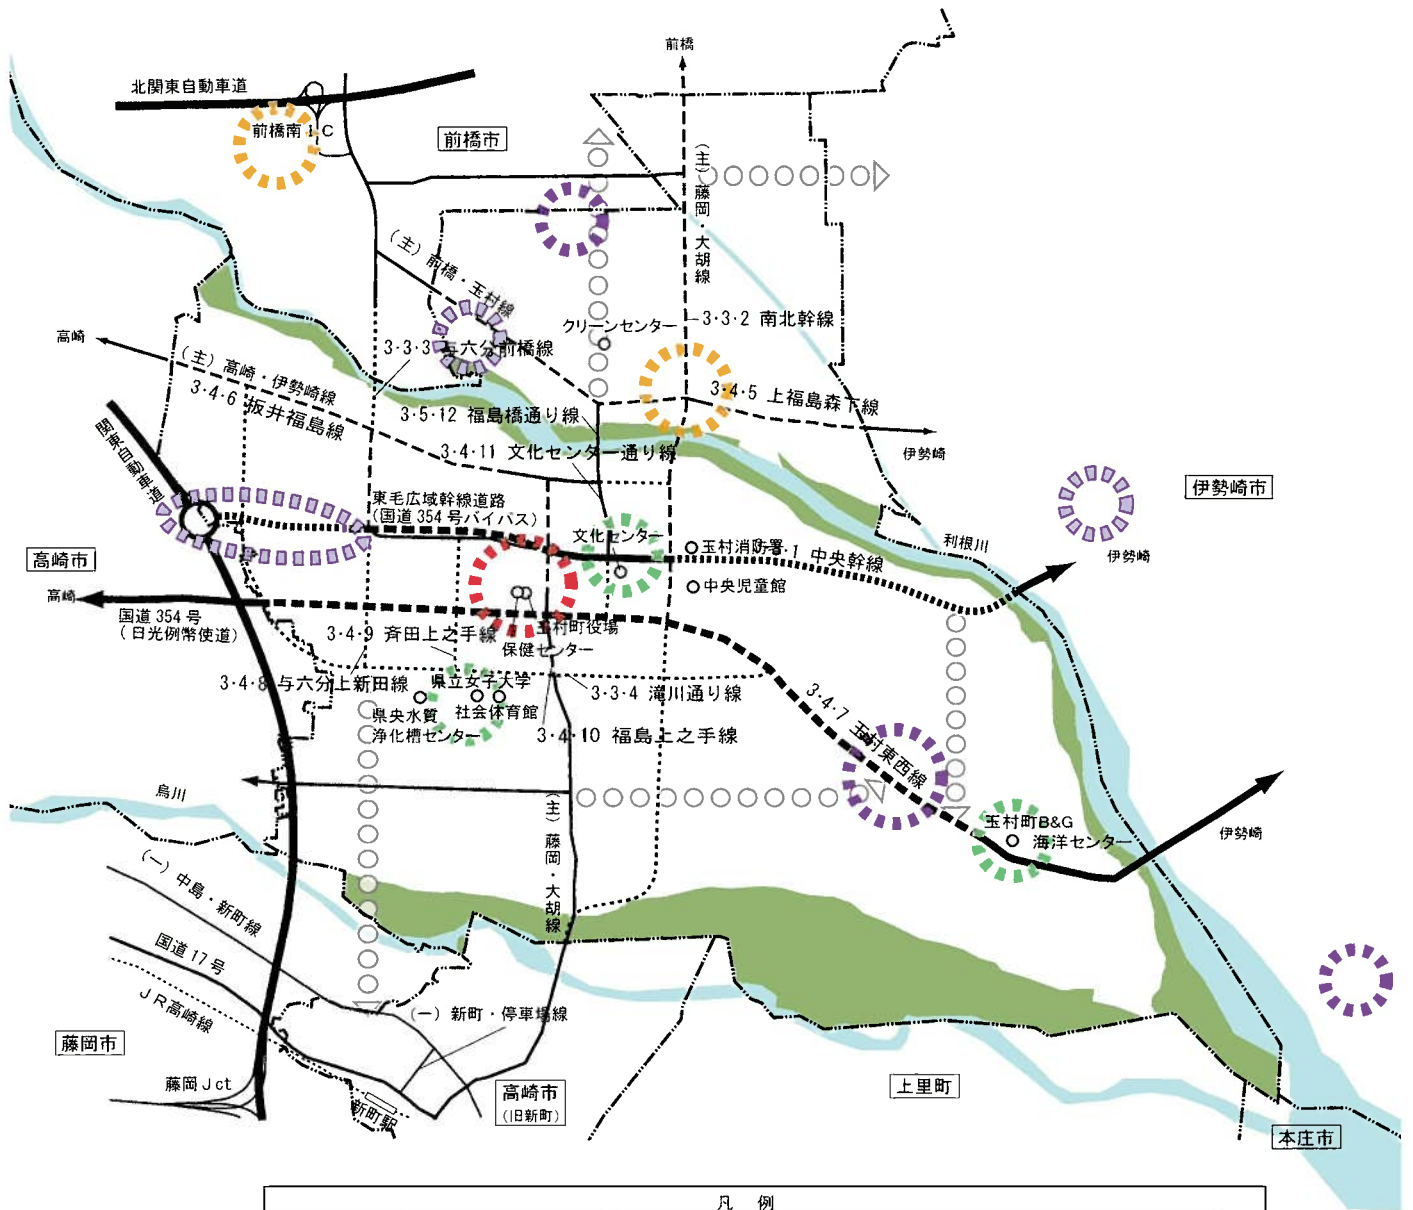 前橋
北関東自動車道
前橋南IC
前橋市
(主)藤岡・大胡線
(主)前橋・玉村線
3・3・2 南北幹線
クリーンセンター
高崎
3・3・3 与六分前橋線
(主)高崎・伊勢崎線
3・4・6 板井福島線
3・4・5 上福島森下線
3・5・12 福島橋通り線
伊勢崎
3・4・11 文化センター通り線
関東自動車道
伊勢崎市
東毛広域幹線道路
(国道354号バイパス)
文化センター
玉村消防署
3・3・1 中央幹線
利根川
伊勢崎
高崎市
中央児童館
高崎
国道354号
(日光例幣使道)
3・4・9 斉田上之手線
玉村町役場
保健センター
3・4・8 与六分上新田線
県立女子大学
3・3・4 滝川通り線
県央水質
浄化槽センター
社会体育館
3・4・10 福島上之手線
3・4・7 玉村東西線
烏川
(主)藤岡・大胡線
玉村町B&G
海洋センター
伊勢崎
(一)中島・新町線
国道17号
JR高崎線
(一)新町・停車場線
藤岡市
藤岡Jct
新町駅
高崎市
(旧新町)
上里町
本庄市
凡例